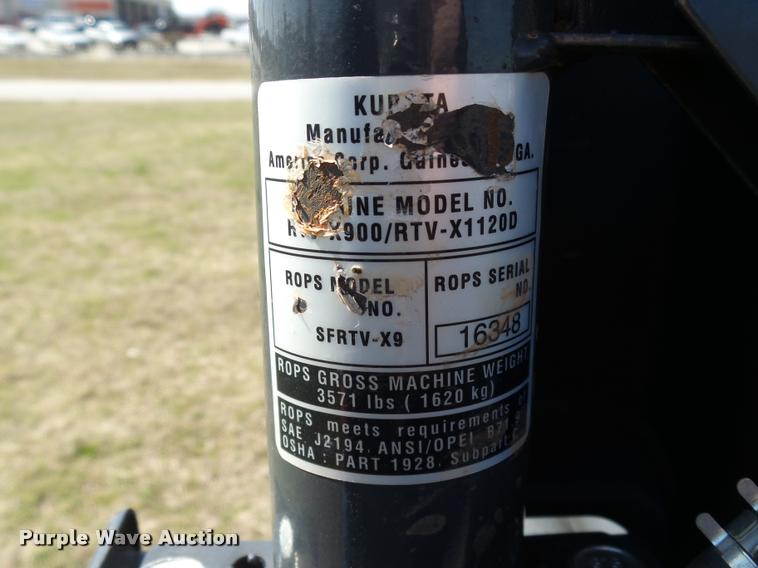 KUB TA
Manufa
Ameri Corp. Gaines GA.
INE MODEL NO.
R X900/RTV-X1120D
ROPS MODEL
NO.
SFRTV-X9
ROPS SERIAL
NO.
16348
ROPS GROSS MACHINE WEIGHT
3571 lbs ( 1620 kg)
ROPS meets requirements of
SAE J2194, ANSI/OPEI B71.
OSHA : PART 1928, Subpart
Purple Wave Auction